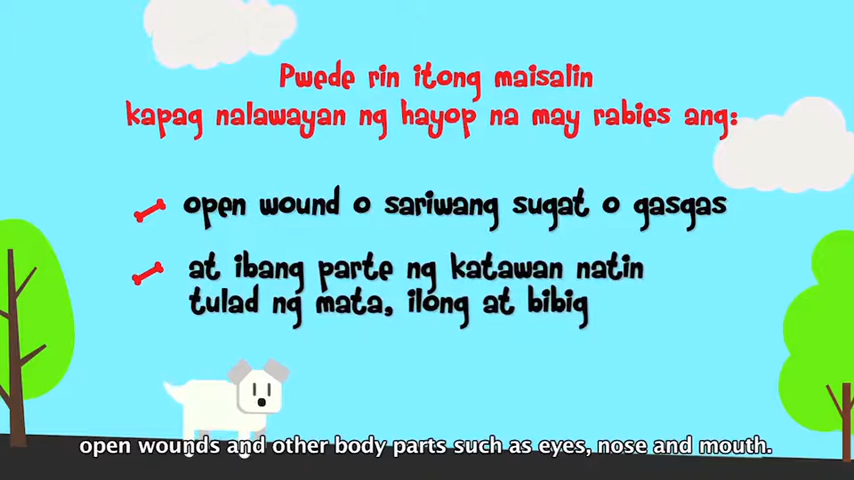 Pwede rin itong maisalin
kapag nalawayan ng hayop na may rabies ang:
open wound o sariwang sugat o gasgas
at ibang parte ng katawan natin
tulad ng mata, ilong at bibig
open wounds and other body parts such as eyes, nose and mouth.